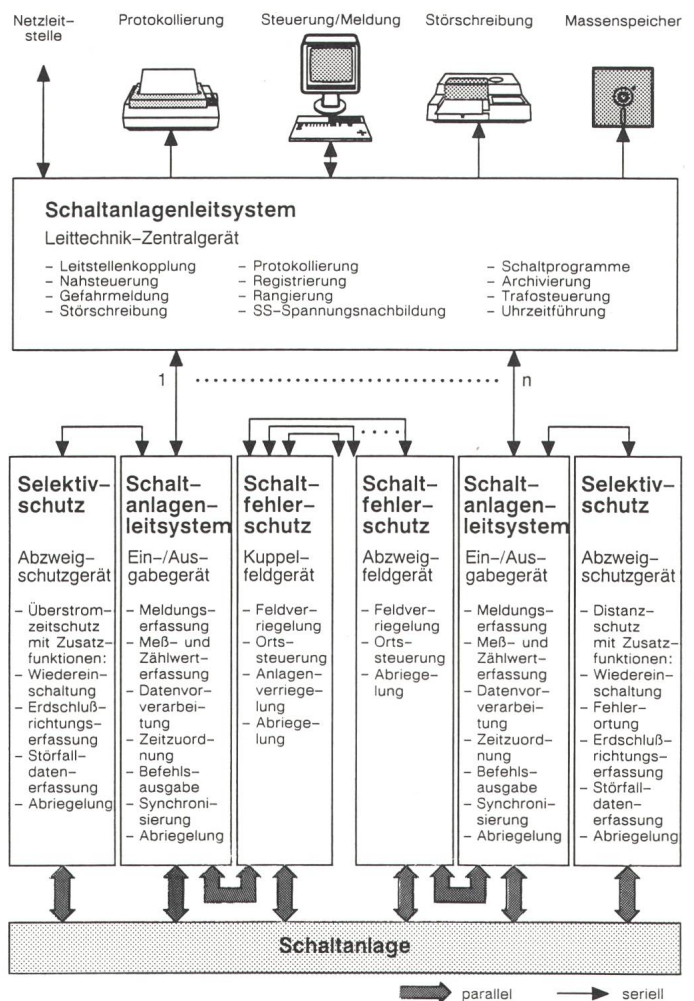 Netzleit-
stelle
Protokollierung
Steuerung/Meldung
Störschreibung
Massenspeicher
Schaltanlagenleitsystem
Leittechnik-Zentralgerät
- Leitstellenkopplung
- Nahsteuerung
- Gefahrmeldung
- Störschreibung
- Protokollierung
- Registrierung
- Rangierung
- SS-Spannungsnachbildung
- Schaltprogramme
- Archivierung
- Trafosteuerung
- Uhrzeitführung
1
n
Selektiv-
schutz
Abzweig-
schutzgerät
- Überstrom-
zeitschutz
mit Zusatz-
funktionen:
- Wiederein-
schaltung
- Erdschluß-
richtungs-
erfassung
- Störfall-
daten-
erfassung
- Abriegelung
Schalt-
anlagen-
leitsystem
Ein-/Aus-
gabegerät
- Meldungs-
erfassung
- Meß- und
Zählwert-
erfassung
- Datenvor-
verarbei-
tung
- Zeitzuord-
nung
- Befehls-
ausgabe
- Synchroni-
sierung
- Abriegelung
Schalt-
fehler-
schutz
Kuppel-
feldgerät
- Feldver-
riegelung
- Orts-
steuerung
- Anlagen-
verriege-
lung
- Abriege-
lung
Schalt-
fehler-
schutz
Abzweig-
feldgerät
- Feldver-
riegelung
- Orts-
steuerung
- Abriege-
lung
Schalt-
anlagen-
leitsystem
Ein-/Aus-
gabegerät
- Meldungs-
erfassung
- Meß- und
Zählwert-
erfassung
- Datenvor-
verarbei-
tung
- Zeitzuord-
nung
- Befehls-
ausgabe
- Synchroni-
sierung
- Abriegelung
Selektiv-
schutz
Abzweig-
schutzgerät
- Distanz-
schutz
mit Zusatz-
funktionen:
- Wiederein-
schaltung
- Fehler-
ortung
- Erdschluß-
richtungs-
erfassung
- Störfall-
daten-
erfassung
- Abriegelung
Schaltanlage
parallel
seriell